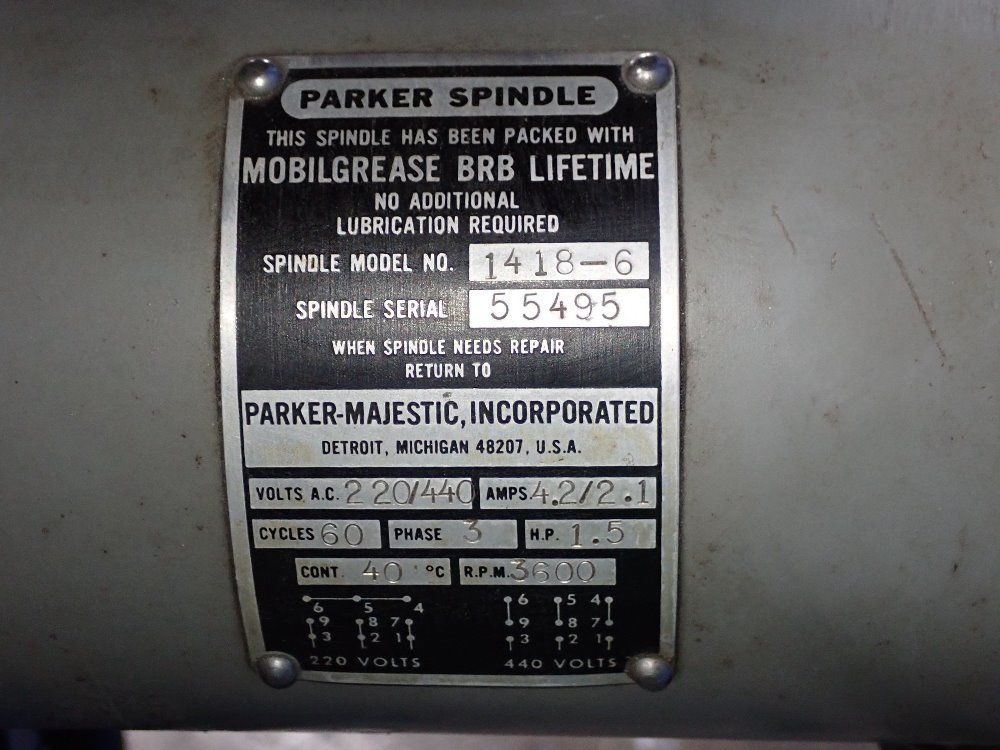 PARKER SPINDLE
THIS SPINDLE HAS BEEN PACKED WITH
MOBILGREASE BRB LIFETIME
NO ADDITIONAL
LUBRICATION REQUIRED
SPINDLE MODEL NO. 1418-6
SPINDLE SERIAL 55495
WHEN SPINDLE NEEDS REPAIR
RETURN TO
PARKER-MAJESTIC, INCORPORATED
DETROIT, MICHIGAN 48207, U.S.A.
VOLTS A.C. 220/440 AMPS 4.2/2.1
CYCLES 60 PHASE 3 H.P. 1.5
CONT. 40 °C R.P.M. 3600
6 5 4 6 5 4
9 8 7 9 8 7
3 2 1 3 2 1
220 VOLTS 440 VOLTS